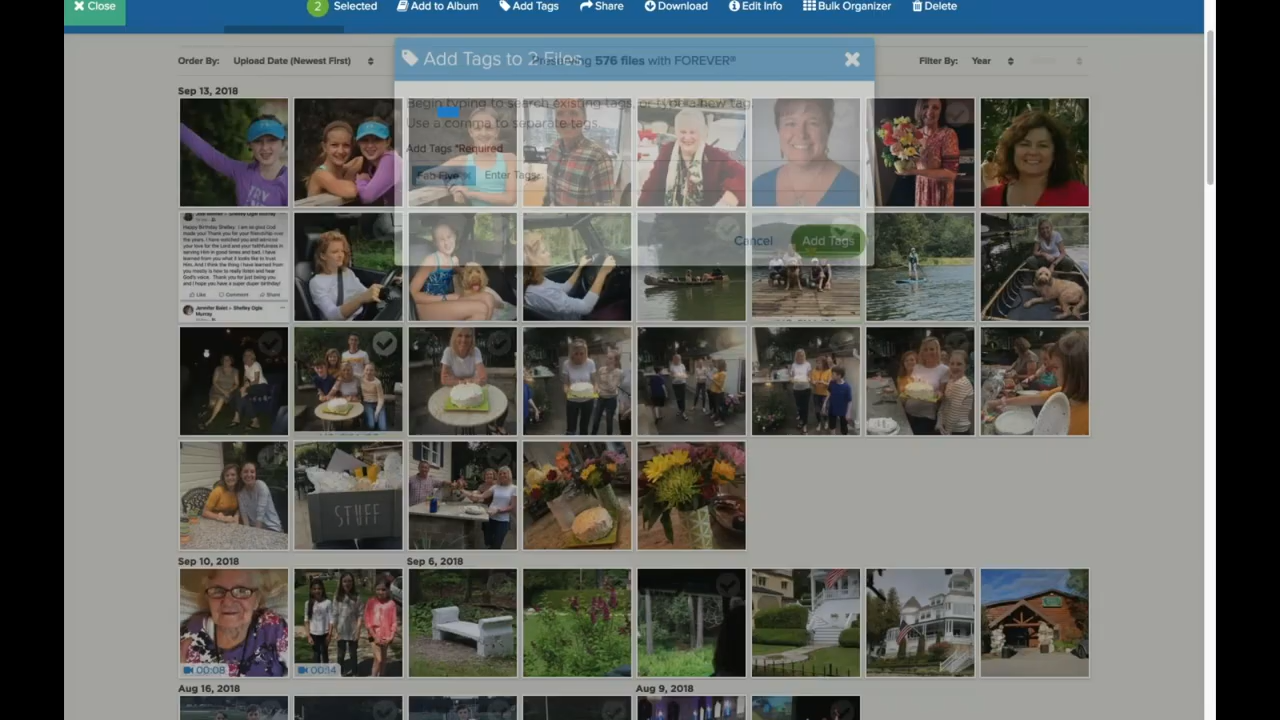 Close
2 Selected Add to Album Add Tags Share Download Edit Info Bulk Organizer Delete
Order By: Upload Date (Newest First)
576 files with FOREVER®
Filter By: Year
Add Tags to 2 Files
Begin typing to search existing tags, or type a new tag.
Use a comma to separate tags.
Add Tags *Required
Fab Five × Enter Tags
Cancel Add Tags
Sep 13, 2018
TRY
Happy Birthday Shelley. I am so glad God
made you! Thank you for your friendship over
the years. I have watched you and admired
your love for the Lord and your faithfulness in
serving Him in good times and bad. I have
learned from you what it looks like to trust
Him. And I think the thing I have learned from
you mostly is how to really listen and hear
God's voice. Thank you for just being you
and I hope you have a super duper birthday!
Like Comment Share
Murray
STUFF
Sep 10, 2018
Sep 6, 2018
00:08
00:14
Aug 16, 2018
Aug 9, 2018